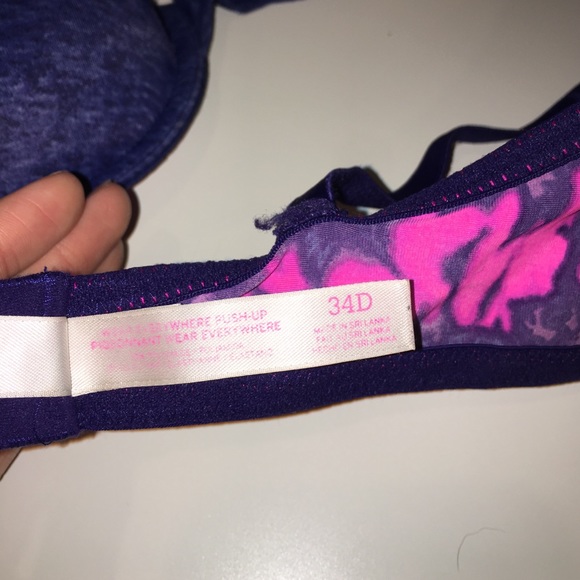 WEAR EVERYWHERE PUSH-UP
PIGEONNANT WEAR EVERYWHERE
34D
MADE IN SRI LANKA
FAIT AU SRI LANKA
HECHO EN SRI LANKA